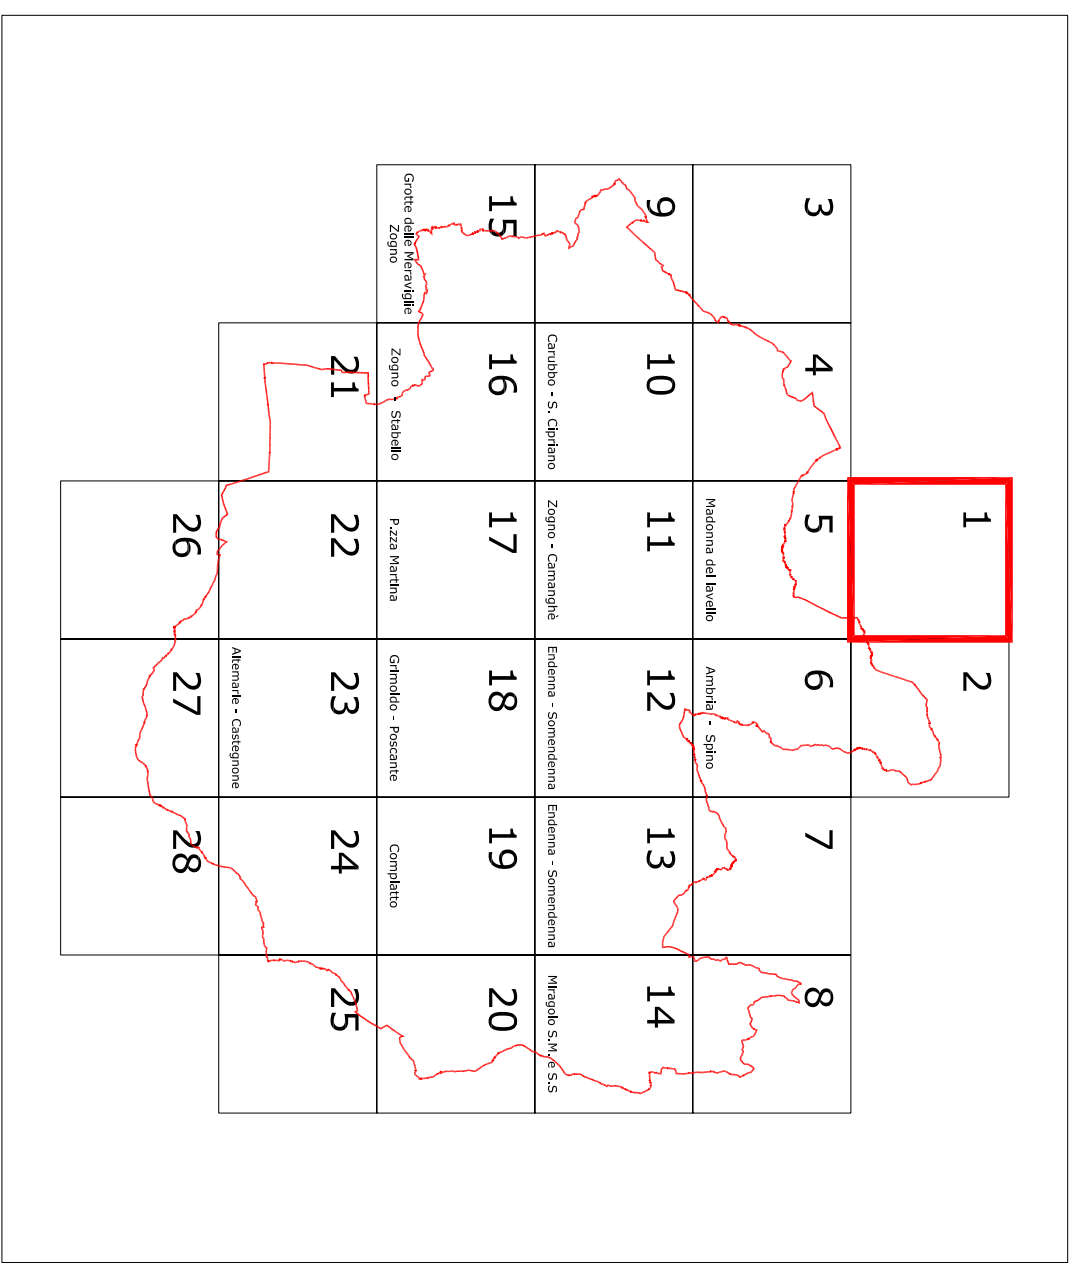 1
2
3
4
5
Madonna del lavello
6
Ambria - Spino
7
8
9
10
Carubbo - S. Cipriano
11
Zogno - Camanghè
12
Endenna - Somendenna
13
Endenna - Somendenna
14
Miragolo S.M. e S.S
15
Grotte delle Meraviglie
Zogno
16
Zogno - Stabello
17
P.zza Martina
18
Grimoldo - Poscante
19
Complatto
20
21
22
23
Altemarie - Castegnone
24
25
26
27
28